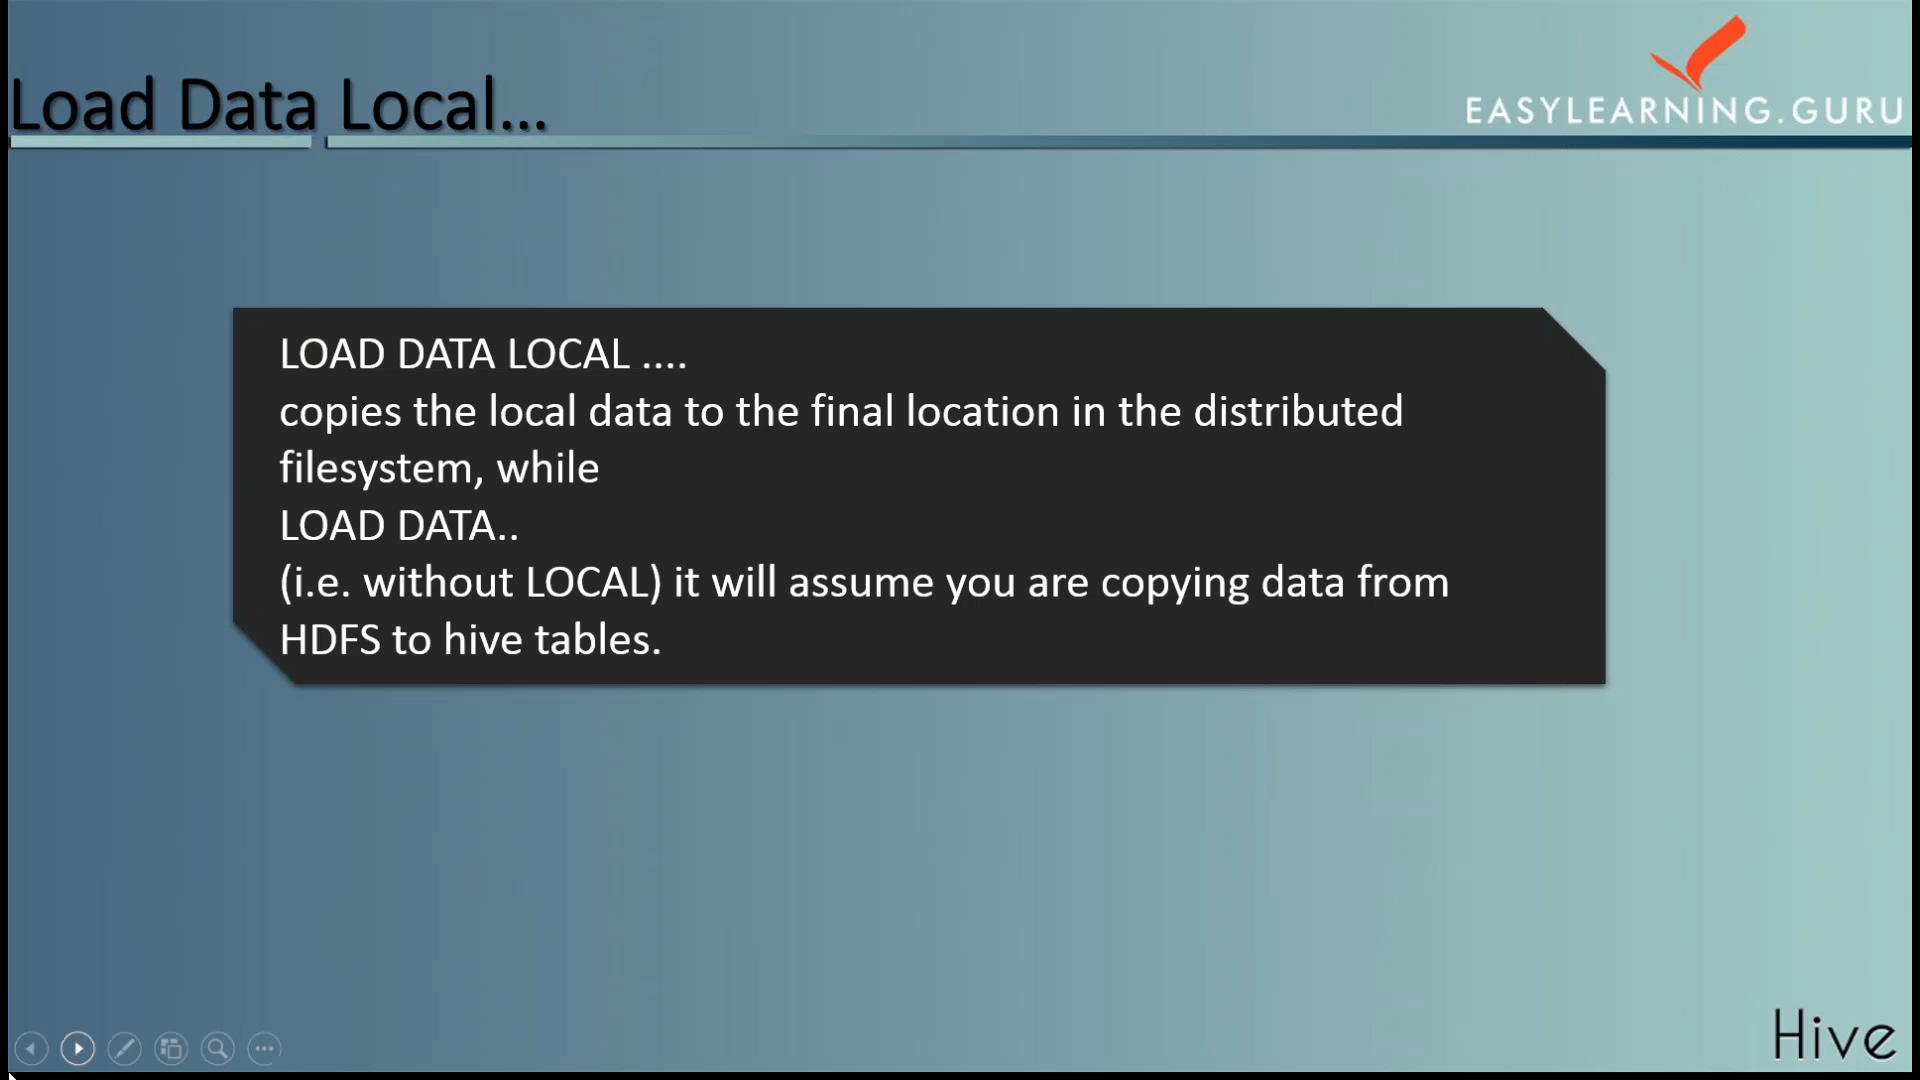 Load Data Local...
EASYLEARNING.GURU
LOAD DATA LOCAL ....
copies the local data to the final location in the distributed
filesystem, while
LOAD DATA..
(i.e. without LOCAL) it will assume you are copying data from
HDFS to hive tables.
Hive